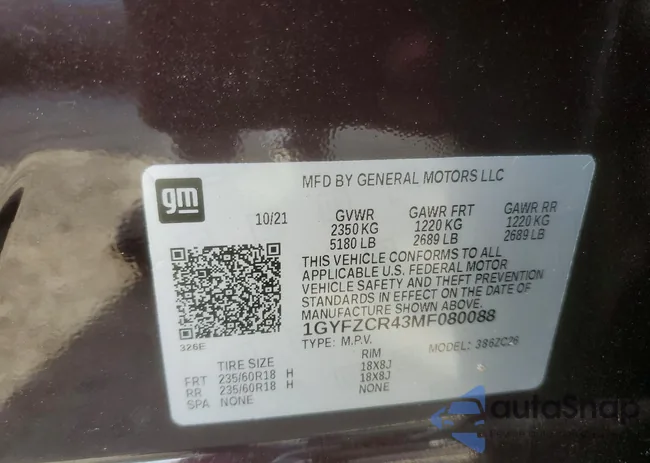 gm
MFD BY GENERAL MOTORS LLC
10/21 GVWR GAWR FRT GAWR RR
2350 KG 1220 KG 1220 KG
5180 LB 2689 LB 2689 LB
THIS VEHICLE CONFORMS TO ALL
APPLICABLE U.S. FEDERAL MOTOR
VEHICLE SAFETY AND THEFT PREVENTION
STANDARDS IN EFFECT ON THE DATE OF
MANUFACTURE SHOWN ABOVE.
1GYFZCR43MF080088
326E
TYPE: M.P.V. MODEL: 386ZC26
TIRE SIZE RIM
FRT 235/60R18 H 18X8J
RR 235/60R18 H 18X8J
SPA NONE NONE
autoSnap